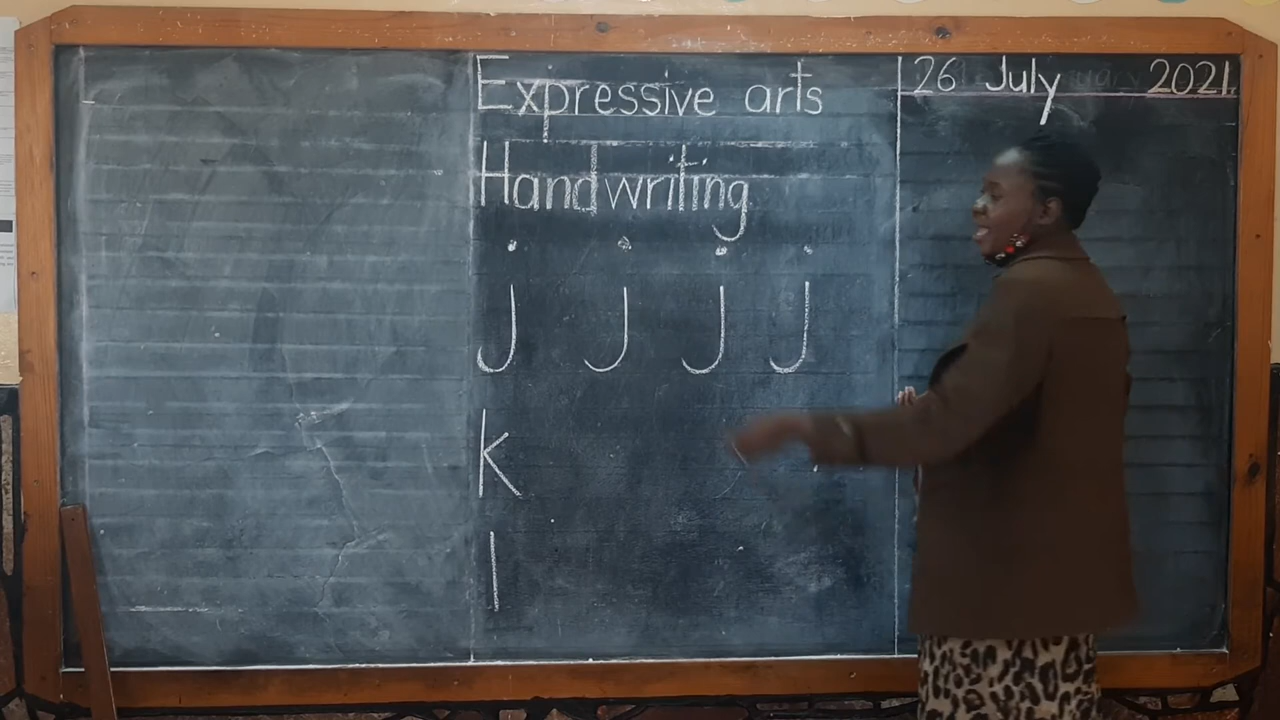 Expressive arts
Handwriting
j j j j
k
l
26 July 2021